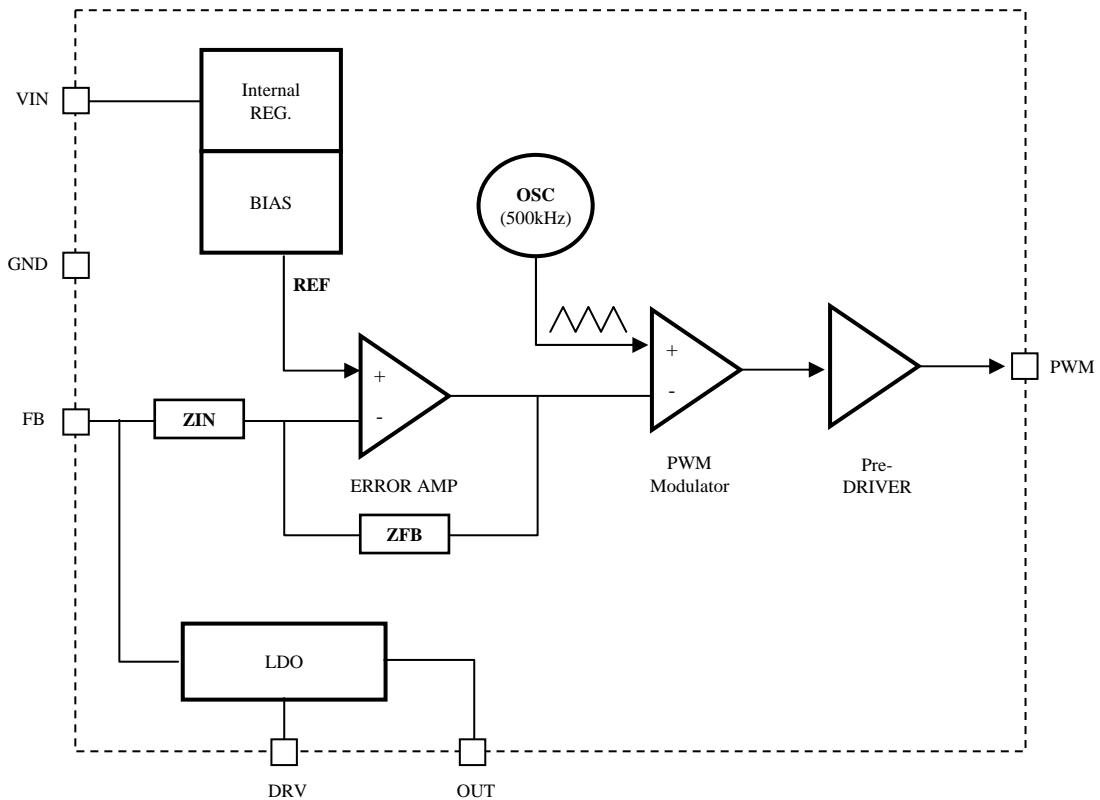 VIN
Internal
REG.
BIAS
OSC
(500kHz)
GND
REF
+
-
ERROR AMP
+
-
PWM
Modulator
Pre-
DRIVER
PWM
FB
ZIN
ZFB
LDO
DRV
OUT